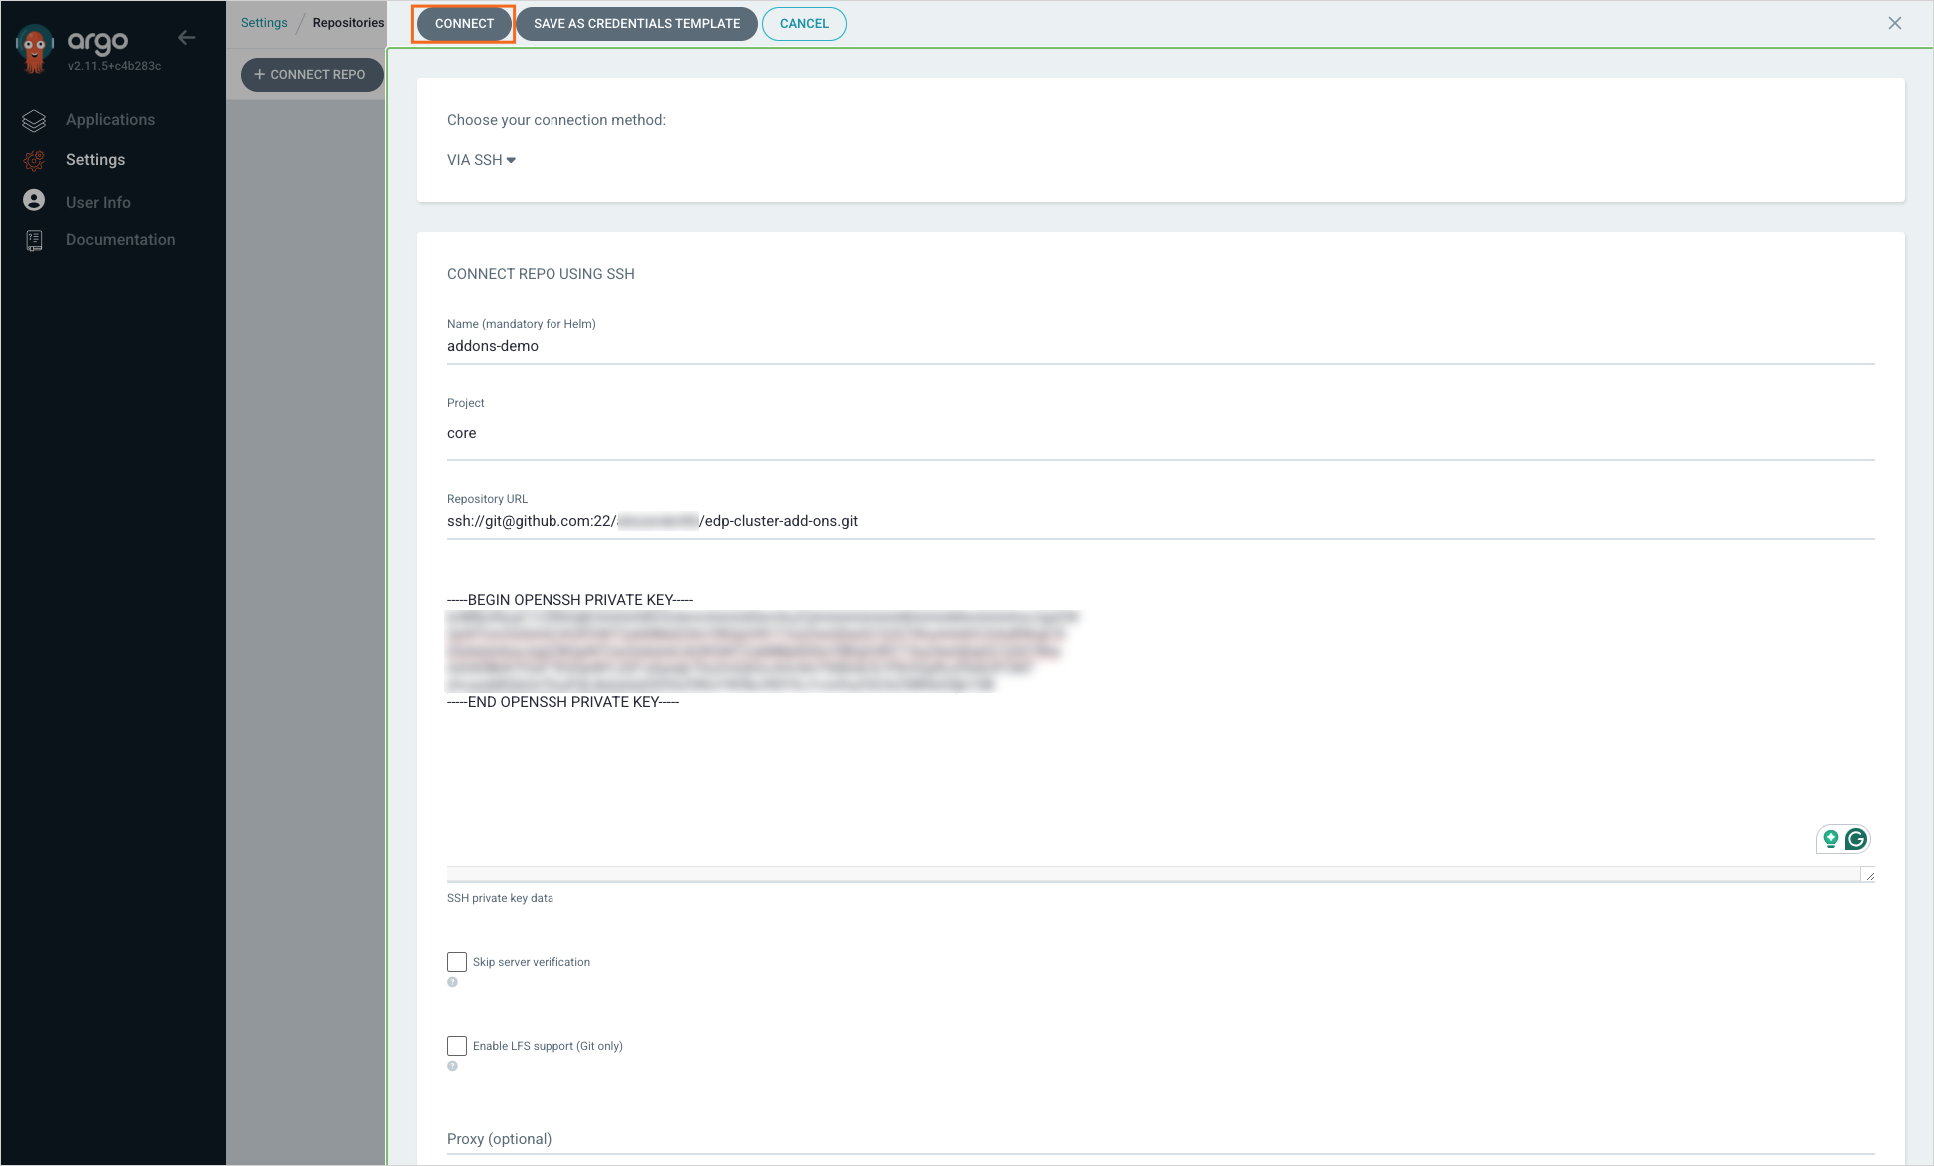 argo
v2.11.5+c4b283c
Applications
Settings
User Info
Documentation
Settings / Repositories
+ CONNECT REPO
CONNECT
SAVE AS CREDENTIALS TEMPLATE
CANCEL
Choose your connection method:
VIA SSH
CONNECT REPO USING SSH
Name (mandatory for Helm)
addons-demo
Project
core
Repository URL
ssh://git@github.com:22/ /edp-cluster-add-ons.git
-----BEGIN OPENSSH PRIVATE KEY-----
-----END OPENSSH PRIVATE KEY-----
SSH private key data
Skip server verification
?
Enable LFS support (Git only)
?
Proxy (optional)